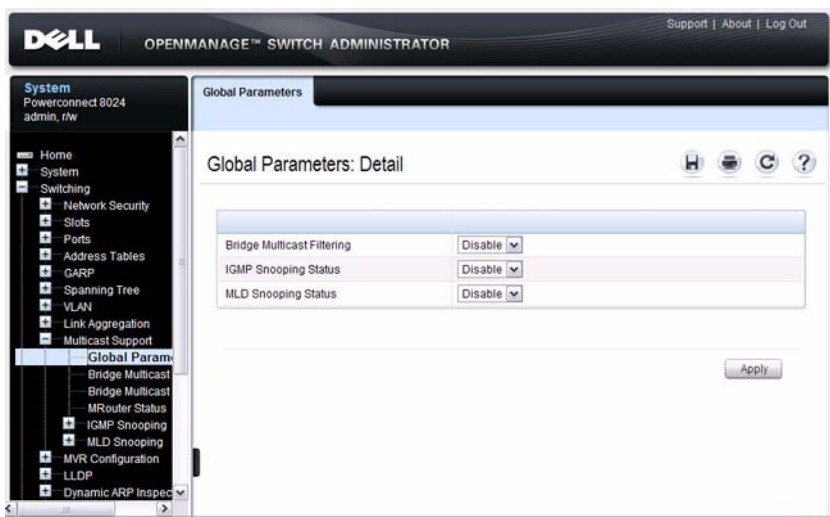 Support | About | Log Out
DELL OPENMANAGE™ SWITCH ADMINISTRATOR
System
Powerconnect 8024
admin, r/w
Home
System
Switching
Network Security
Slots
Ports
Address Tables
GARP
Spanning Tree
VLAN
Link Aggregation
Multicast Support
Global Param
Bridge Multicast
Bridge Multicast
MRouter Status
IGMP Snooping
MLD Snooping
MVR Configuration
LLDP
Dynamic ARP Inspec
Global Parameters
Global Parameters: Detail
Bridge Multicast Filtering Disable
IGMP Snooping Status Disable
MLD Snooping Status Disable
Apply